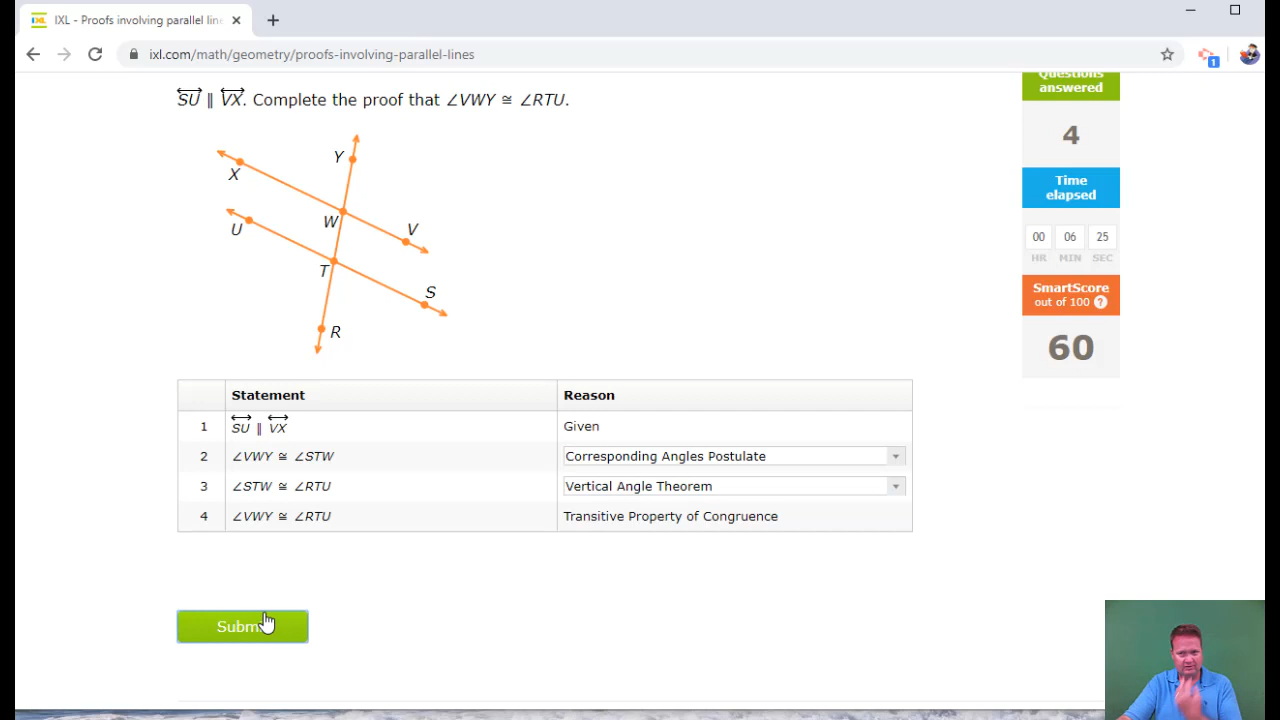 IXL - Proofs involving parallel line
ixl.com/math/geometry/proofs-involving-parallel-lines
1
SU ∥ VX. Complete the proof that ∠VWY ≅ ∠RTU.
Y
X
W
V
U
T
S
R
Statement Reason
1 SU ∥ VX Given
2 ∠VWY ≅ ∠STW Corresponding Angles Postulate
3 ∠STW ≅ ∠RTU Vertical Angle Theorem
4 ∠VWY ≅ ∠RTU Transitive Property of Congruence
Questions
answered
4
Time
elapsed
00 06 25
HR MIN SEC
SmartScore
out of 100 ?
60